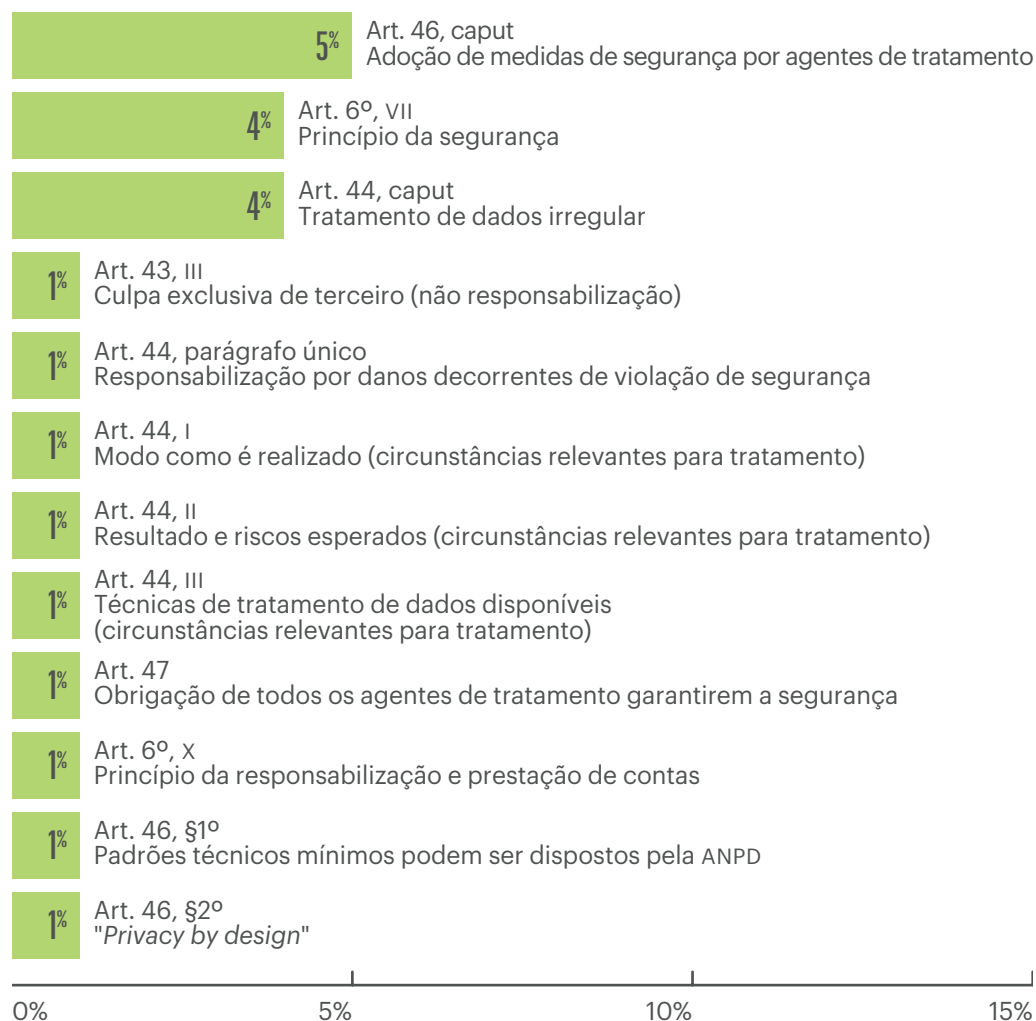 5%
Art. 46, caput
Adoção de medidas de segurança por agentes de tratamento
4%
Art. 6º, VII
Princípio da segurança
4%
Art. 44, caput
Tratamento de dados irregular
1%
Art. 43, III
Culpa exclusiva de terceiro (não responsabilização)
1%
Art. 44, parágrafo único
Responsabilização por danos decorrentes de violação de segurança
1%
Art. 44, I
Modo como é realizado (circunstâncias relevantes para tratamento)
1%
Art. 44, II
Resultado e riscos esperados (circunstâncias relevantes para tratamento)
1%
Art. 44, III
Técnicas de tratamento de dados disponíveis
(circunstâncias relevantes para tratamento)
1%
Art. 47
Obrigação de todos os agentes de tratamento garantirem a segurança
1%
Art. 6º, X
Princípio da responsabilização e prestação de contas
1%
Art. 46, §1º
Padrões técnicos mínimos podem ser dispostos pela ANPD
1%
Art. 46, §2º
"Privacy by design"
0% 5% 10% 15%